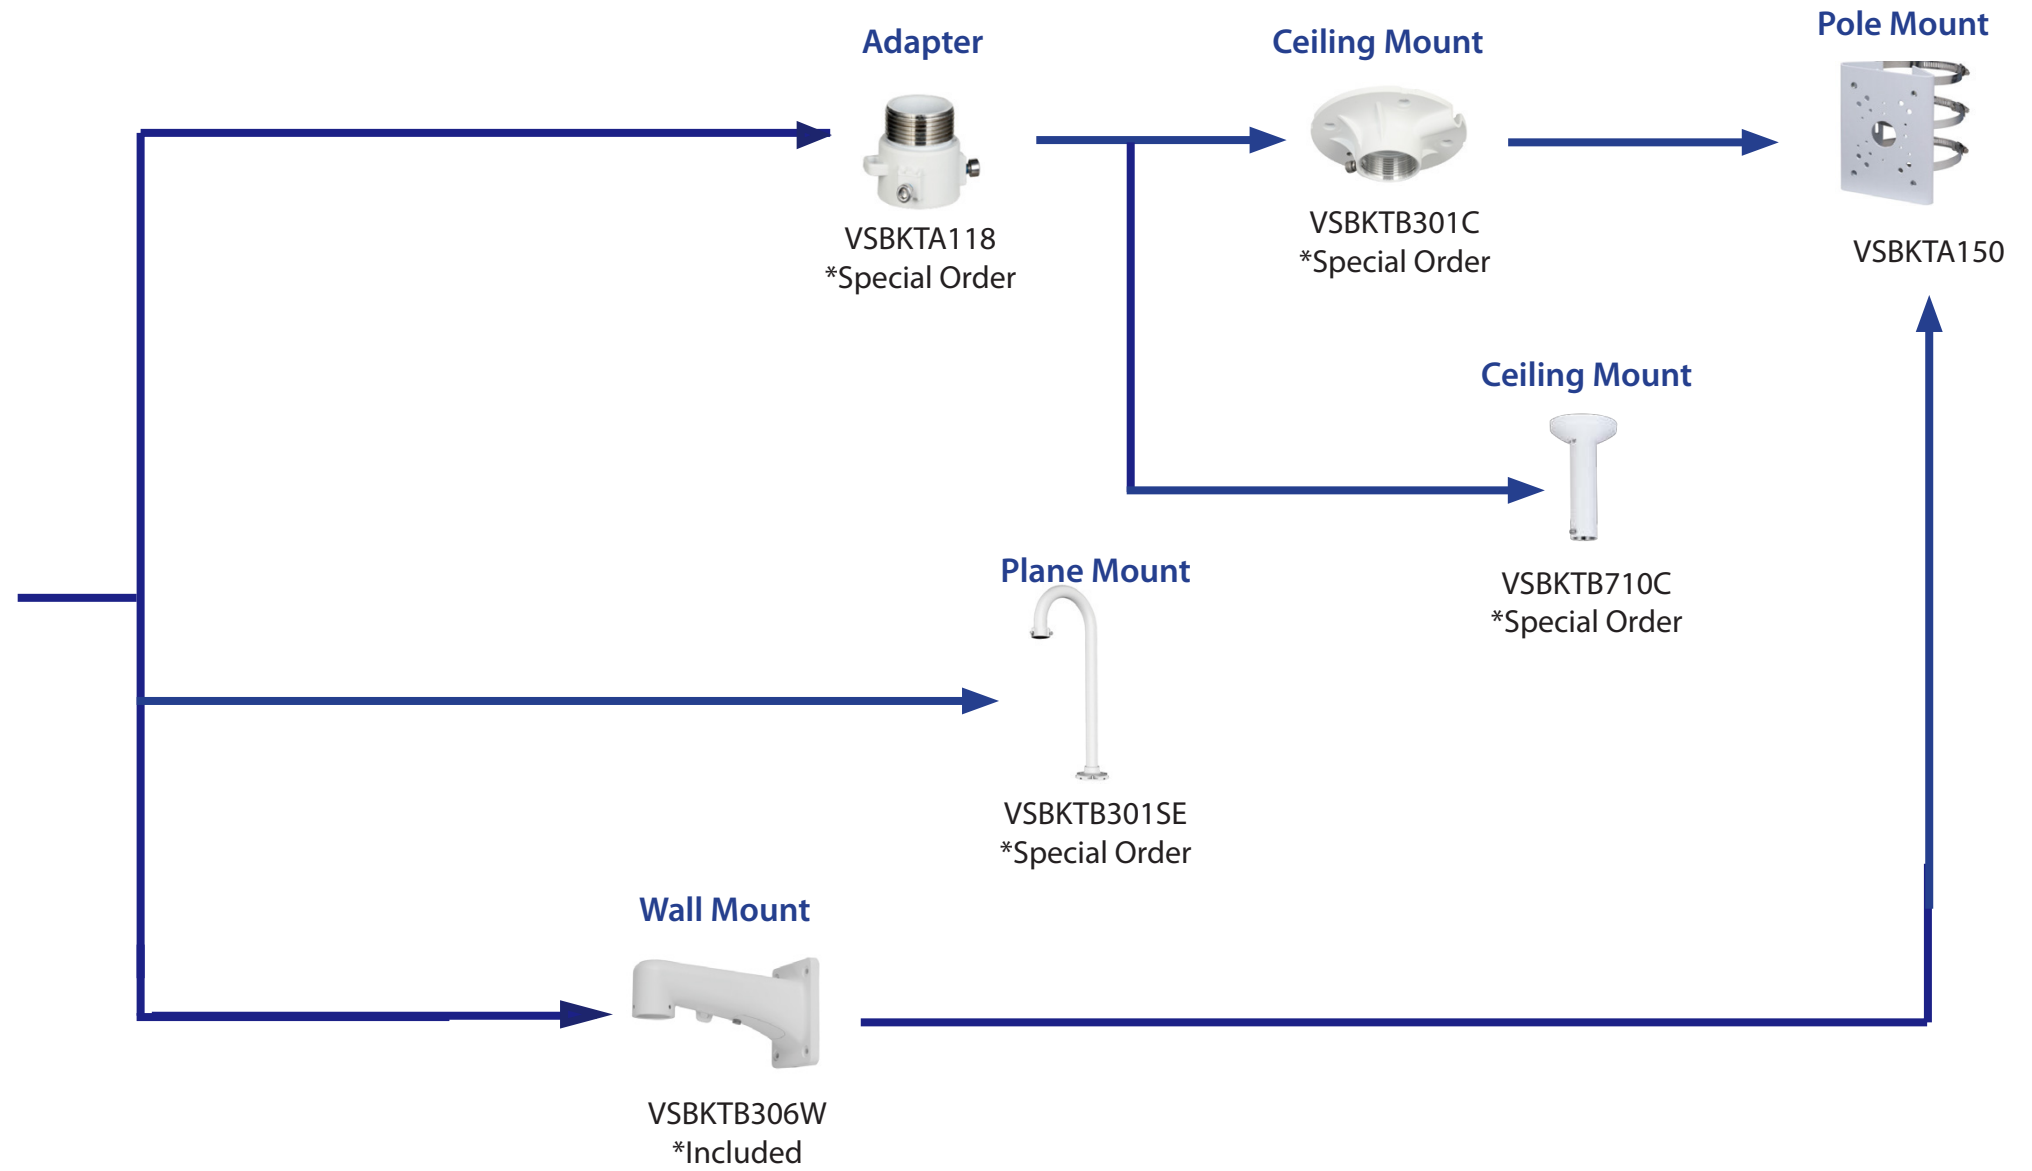 Adapter
VSBKTA118
*Special Order
Ceiling Mount
VSBKTB301C
*Special Order
Pole Mount
VSBKTA150
Ceiling Mount
VSBKTB710C
*Special Order
Plane Mount
VSBKTB301SE
*Special Order
Wall Mount
VSBKTB306W
*Included